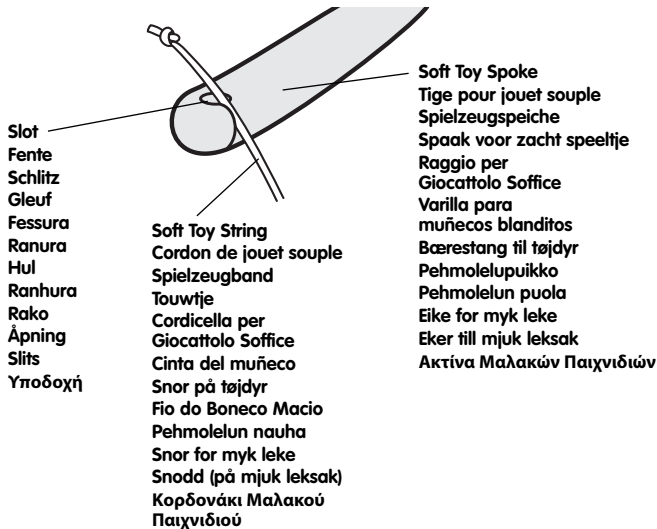 Slot
Fente
Schlitz
Gleuf
Fessura
Ranura
Hul
Ranhura
Rako
Åpning
Slits
Υποδοχή
Soft Toy String
Cordon de jouet souple
Spielzeugband
Touwtje
Cordicella per
Giocattolo Soffice
Cinta del muñeco
Snor på tøjdyr
Fio do Boneco Macio
Pehmolelun nauha
Snor for myk leke
Snodd (på mjuk leksak)
Κορδονάκι Μαλακού
Παιχνιδιού
Soft Toy Spoke
Tige pour jouet souple
Spielzeugspeiche
Spaak voor zacht speeltje
Raggio per
Giocattolo Soffice
Varilla para
muñecos blanditos
Bærestang til tøjdyr
Pehmolelupuikko
Pehmolelun puola
Eike for myk leke
Eker till mjuk leksak
Ακτίνα Μαλακών Παιχνιδιών